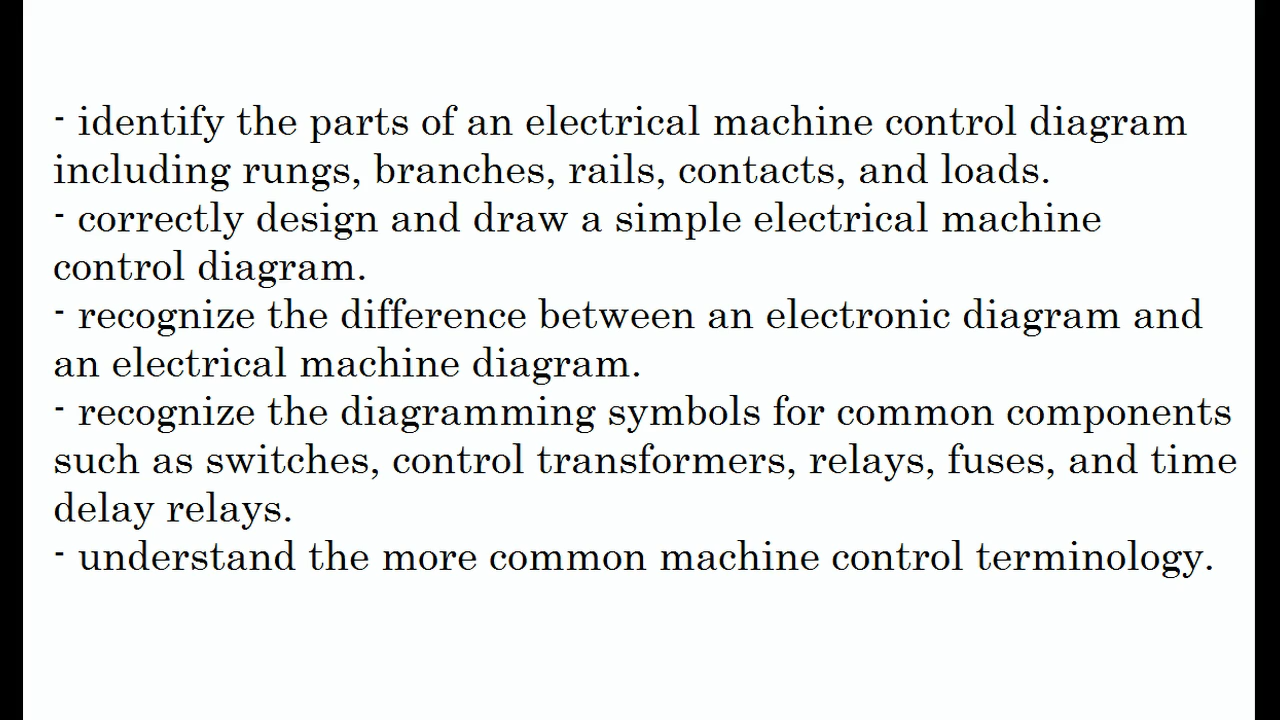 - identify the parts of an electrical machine control diagram
including rungs, branches, rails, contacts, and loads.
- correctly design and draw a simple electrical machine
control diagram.
- recognize the difference between an electronic diagram and
an electrical machine diagram.
- recognize the diagramming symbols for common components
such as switches, control transformers, relays, fuses, and time
delay relays.
- understand the more common machine control terminology.